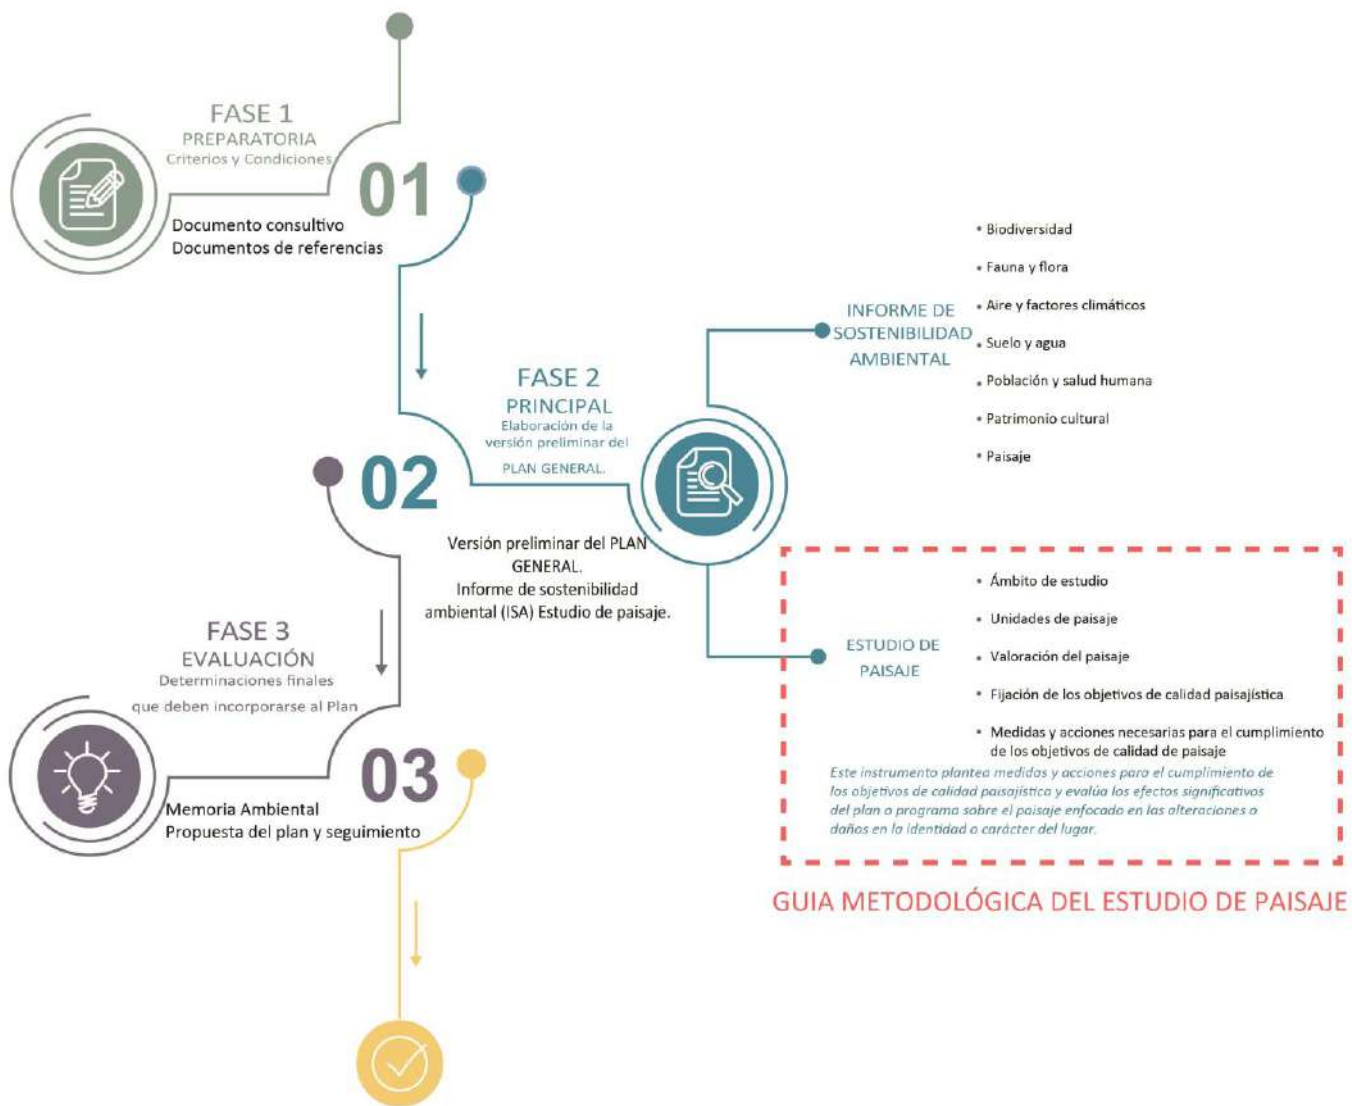 FASE 1
PREPARATORIA
Criterios y Condiciones
01
Documento consultivo
Documentos de referencias
FASE 2
PRINCIPAL
Elaboración de la
versión preliminar del
PLAN GENERAL.
02
Versión preliminar del PLAN
GENERAL.
Informe de sostenibilidad
ambiental (ISA) Estudio de paisaje.
INFORME DE
SOSTENIBILIDAD
AMBIENTAL
• Biodiversidad
• Fauna y flora
• Aire y factores climáticos
• Suelo y agua
• Población y salud humana
• Patrimonio cultural
• Paisaje
ESTUDIO DE
PAISAJE
• Ámbito de estudio
• Unidades de paisaje
• Valoración del paisaje
• Fijación de los objetivos de calidad paisajística
• Medidas y acciones necesarias para el cumplimiento
de los objetivos de calidad de paisaje
Este instrumento plantea medidas y acciones para el cumplimiento de
los objetivos de calidad paisajística y evalúa los efectos significativos
del plan o programa sobre el paisaje enfocado en las alteraciones o
daños en la identidad o carácter del lugar.
GUIA METODOLÓGICA DEL ESTUDIO DE PAISAJE
FASE 3
EVALUACIÓN
Determinaciones finales
que deben incorporarse al Plan
03
Memoria Ambiental
Propuesta del plan y seguimiento